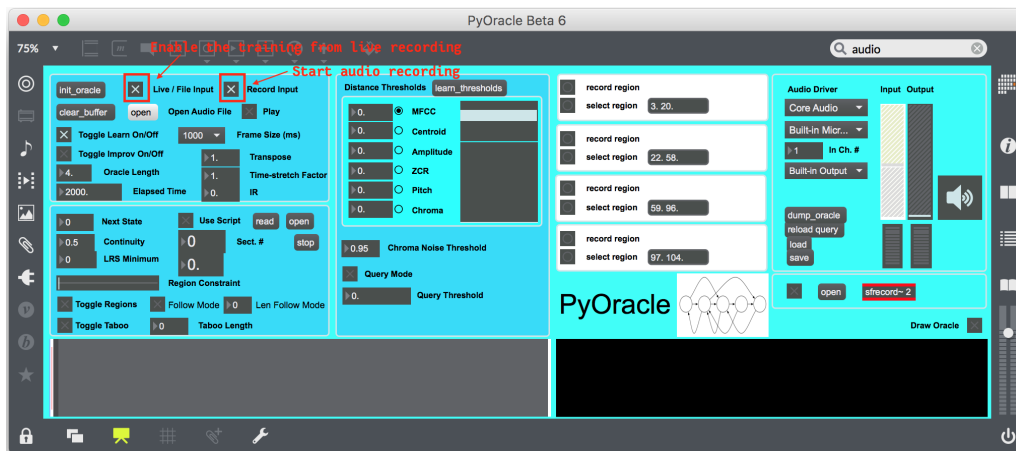 PyOracle Beta 6
75%
Enable the training from live recording
audio
Start audio recording
init_oracle
Live / File Input
Record Input
clear_buffer
open
Open Audio File
Play
Toggle Learn On/Off
1000
Frame Size (ms)
Toggle Improv On/Off
1.
Transpose
4.
Oracle Length
1.
Time-stretch Factor
2000.
Elapsed Time
0.
IR
0
Next State
Use Script
read
open
0.5
Continuity
0
Sect. #
stop
0
LRS Minimum
0.
Region Constraint
Toggle Regions
Follow Mode
0
Len Follow Mode
Toggle Taboo
0
Taboo Length
Distance Thresholds
learn_thresholds
0.
MFCC
0.
Centroid
0.
Amplitude
0.
ZCR
0.
Pitch
0.
Chroma
0.95
Chroma Noise Threshold
Query Mode
0.
Query Threshold
record region
select region
3. 20.
record region
select region
22. 58.
record region
select region
59. 96.
record region
select region
97. 104.
PyOracle
Audio Driver
Input Output
Core Audio
Built-in Micr...
1
In Ch. #
Built-in Output
dump_oracle
reload query
load
save
open
sfrecord~ 2
Draw Oracle